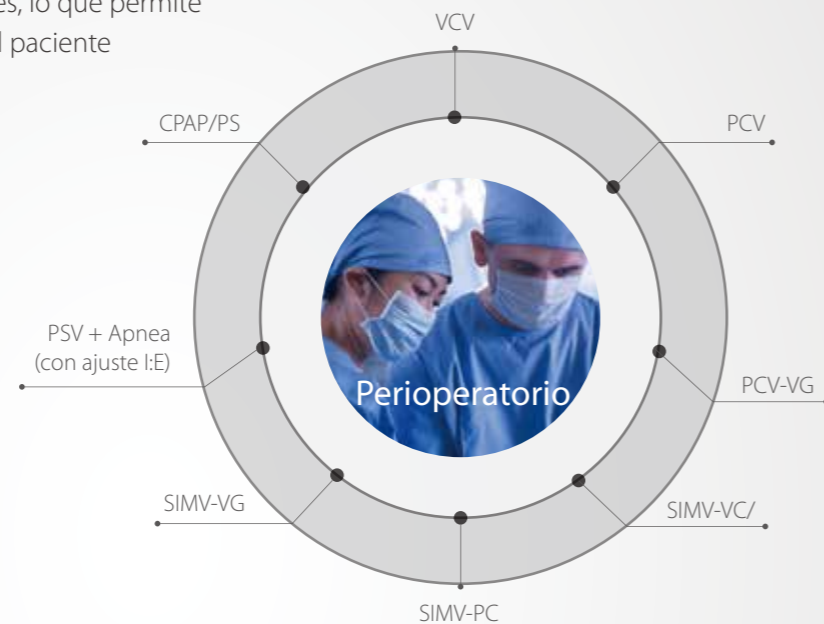 es, lo que permite
l paciente
VCV
CPAP/PS
PCV
PSV + Apnea
(con ajuste I:E)
Perioperatorio
PCV-VG
SIMV-VG
SIMV-VC/
SIMV-PC